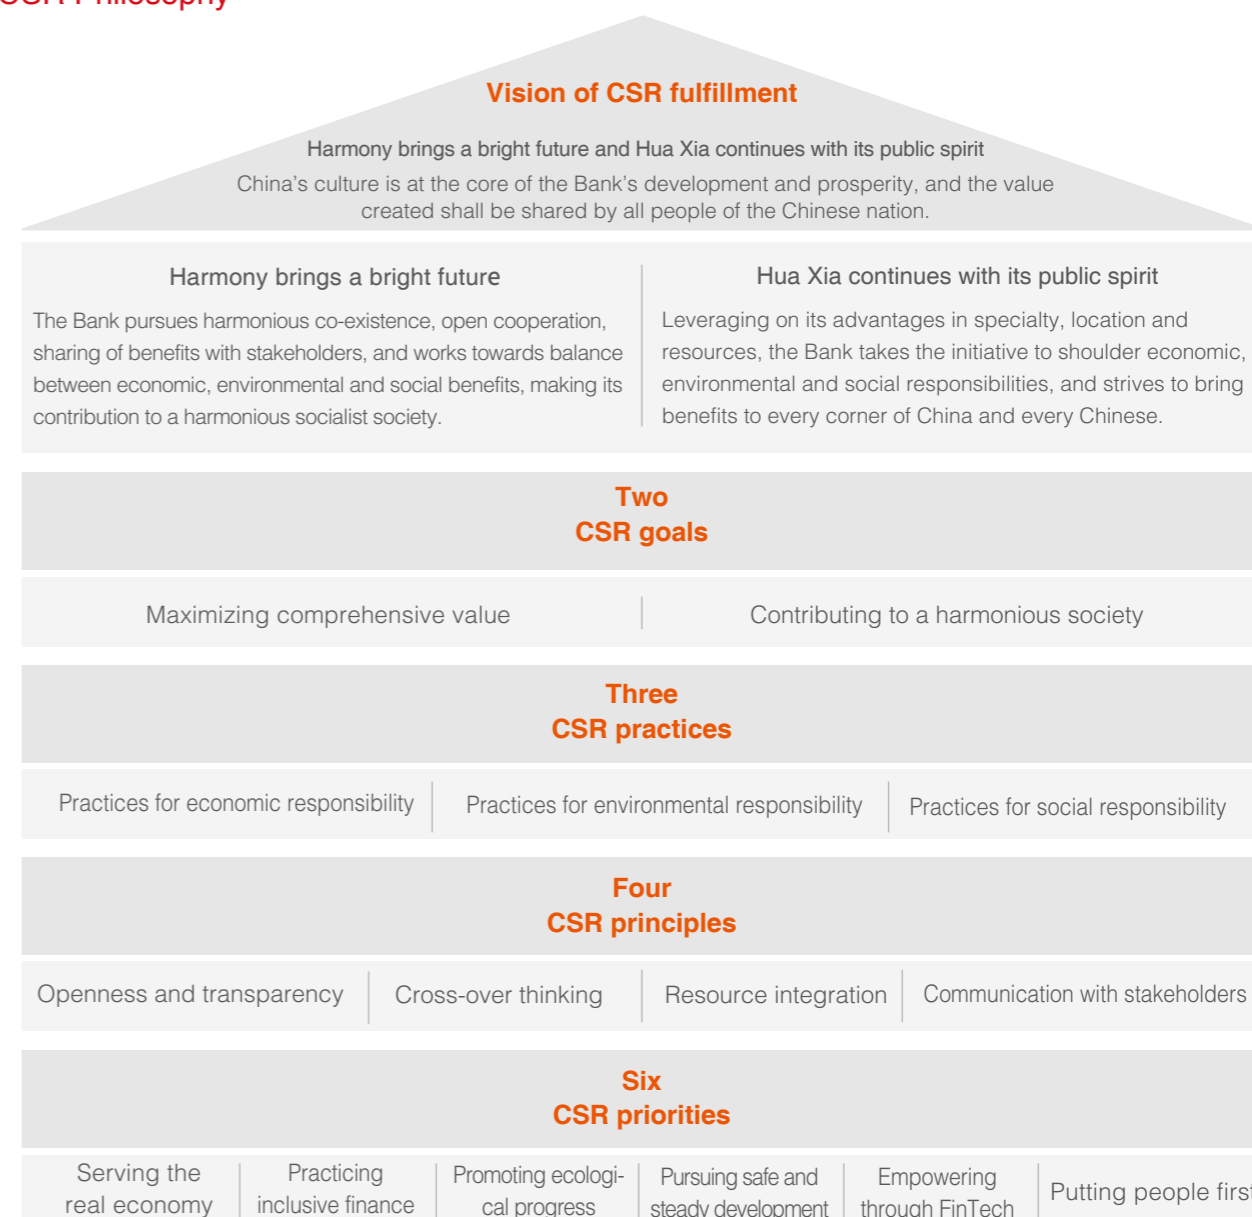 CSR Philosophy
Vision of CSR fulfillment
Harmony brings a bright future and Hua Xia continues with its public spirit
China's culture is at the core of the Bank's development and prosperity, and the value
created shall be shared by all people of the Chinese nation.
Harmony brings a bright future
The Bank pursues harmonious co-existence, open cooperation,
sharing of benefits with stakeholders, and works towards balance
between economic, environmental and social benefits, making its
contribution to a harmonious socialist society.
Hua Xia continues with its public spirit
Leveraging on its advantages in specialty, location and
resources, the Bank takes the initiative to shoulder economic,
environmental and social responsibilities, and strives to bring
benefits to every corner of China and every Chinese.
Two
CSR goals
Maximizing comprehensive value
Contributing to a harmonious society
Three
CSR practices
Practices for economic responsibility
Practices for environmental responsibility
Practices for social responsibility
Four
CSR principles
Openness and transparency
Cross-over thinking
Resource integration
Communication with stakeholders
Six
CSR priorities
Serving the
real economy
Practicing
inclusive finance
Promoting ecologi-
cal progress
Pursuing safe and
steady development
Empowering
through FinTech
Putting people first